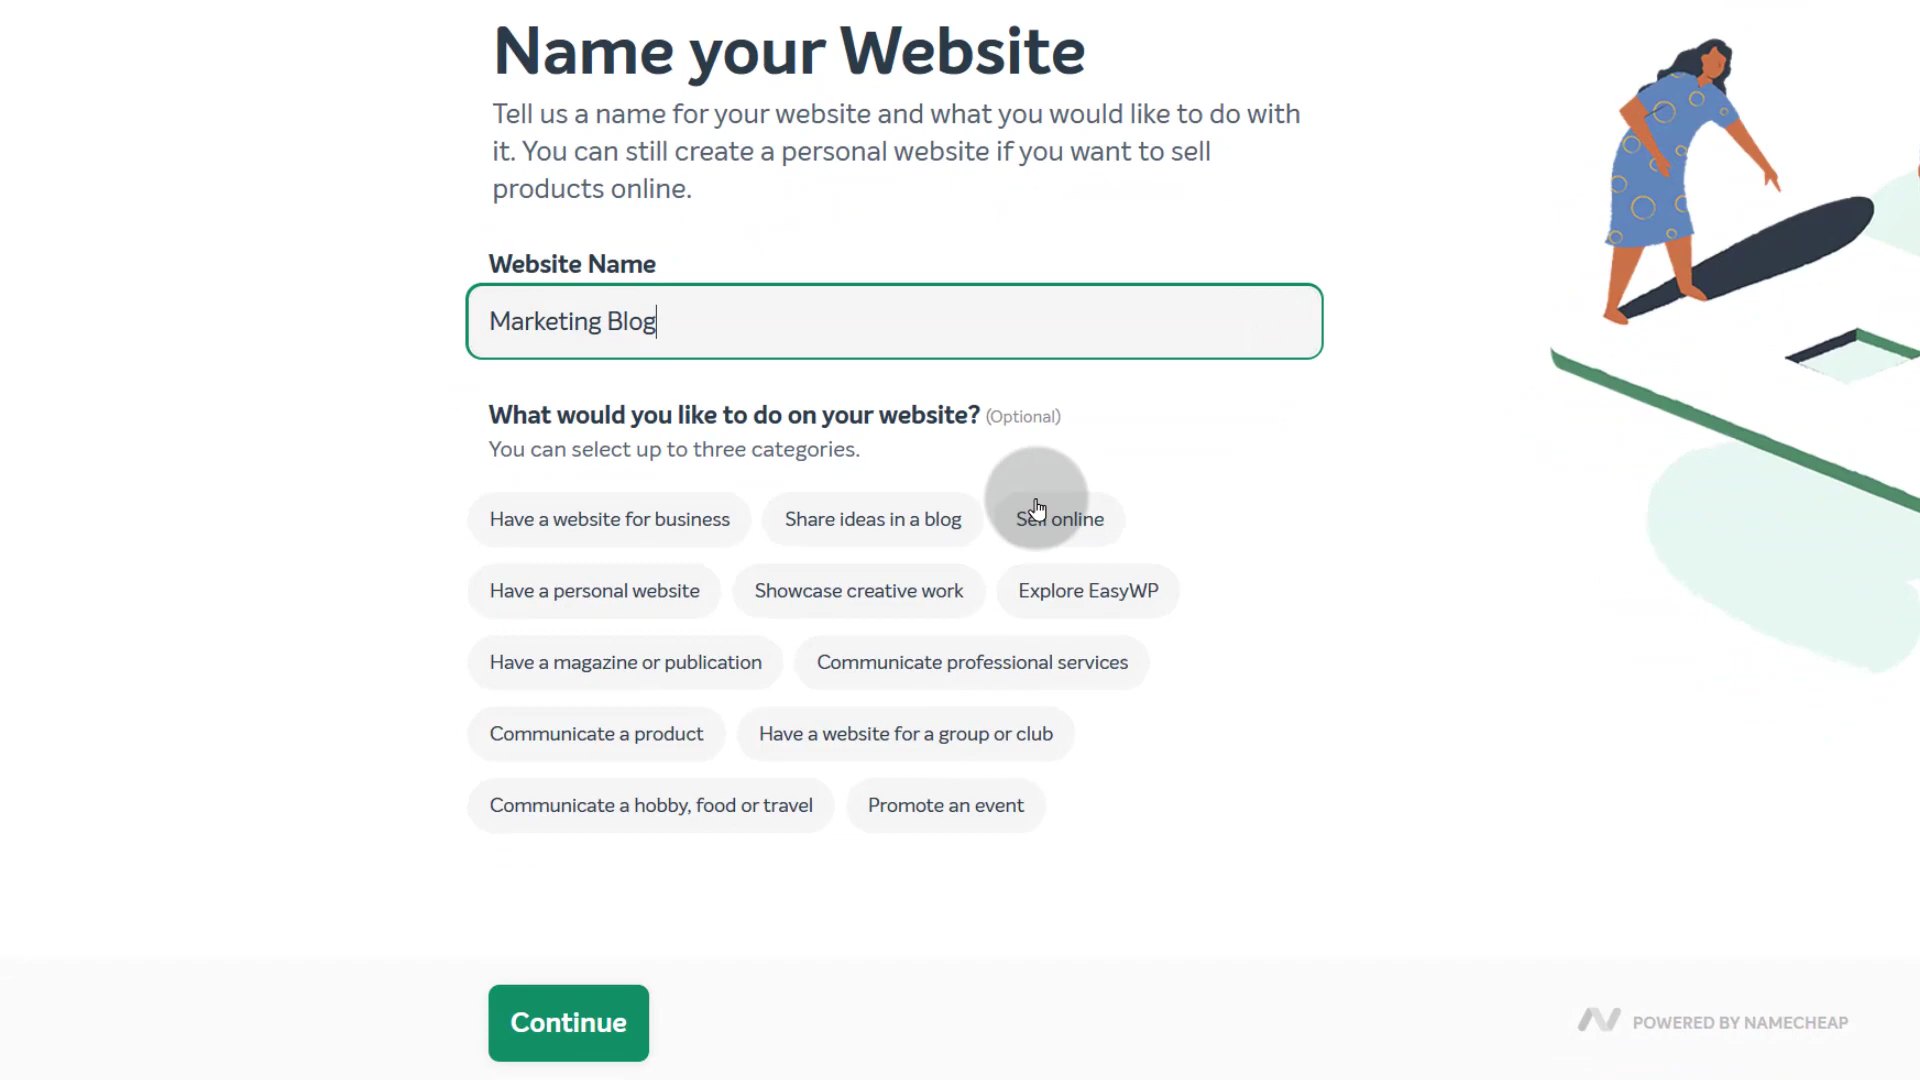 Name your Website
Tell us a name for your website and what you would like to do with
it. You can still create a personal website if you want to sell
products online.
Website Name
Marketing Blog
What would you like to do on your website? (Optional)
You can select up to three categories.
Have a website for business
Share ideas in a blog
Sell online
Have a personal website
Showcase creative work
Explore EasyWP
Have a magazine or publication
Communicate professional services
Communicate a product
Have a website for a group or club
Communicate a hobby, food or travel
Promote an event
Continue
POWERED BY NAMECHEAP